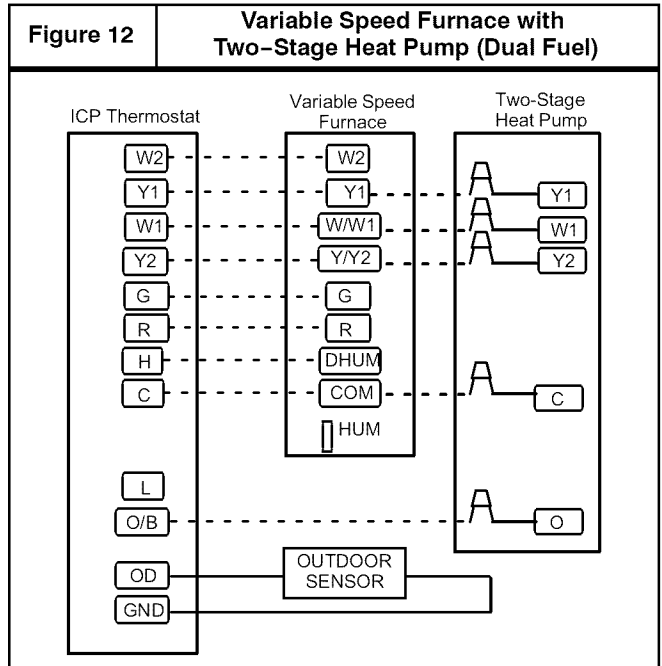 Figure 12
Variable Speed Furnace with
Two-Stage Heat Pump (Dual Fuel)
ICP Thermostat
Variable Speed
Furnace
Two-Stage
Heat Pump
W2 W2
Y1 Y1 Y1
W1 W/W1 W1
Y2 Y/Y2 Y2
G G
R R
H DHUM
C COM C
HUM
L
O/B O
OUTDOOR
SENSOR
OD
GND